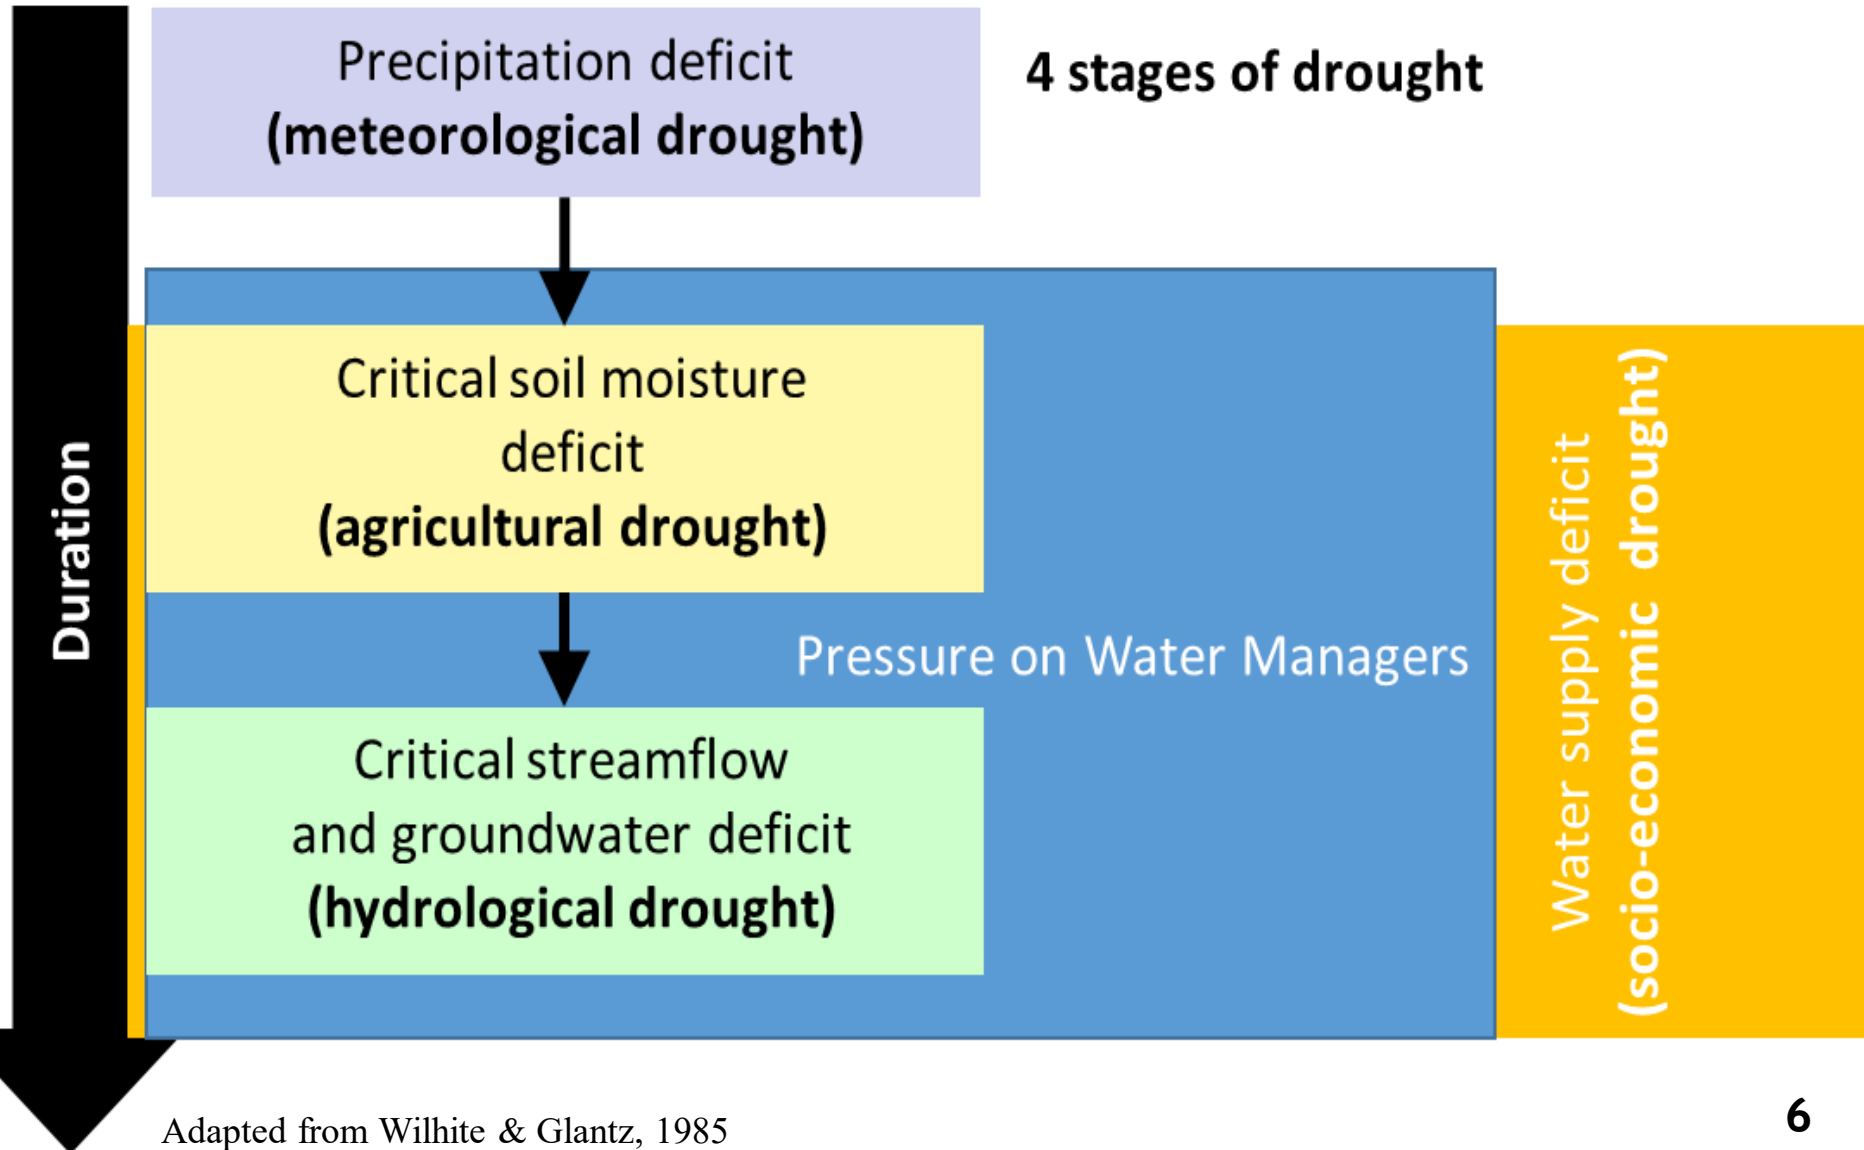 Precipitation deficit
(meteorological drought)
4 stages of drought
Duration
Critical soil moisture
deficit
(agricultural drought)
Pressure on Water Managers
Critical streamflow
and groundwater deficit
(hydrological drought)
Water supply deficit
(socio-economic drought)
Adapted from Wilhite & Glantz, 1985
6